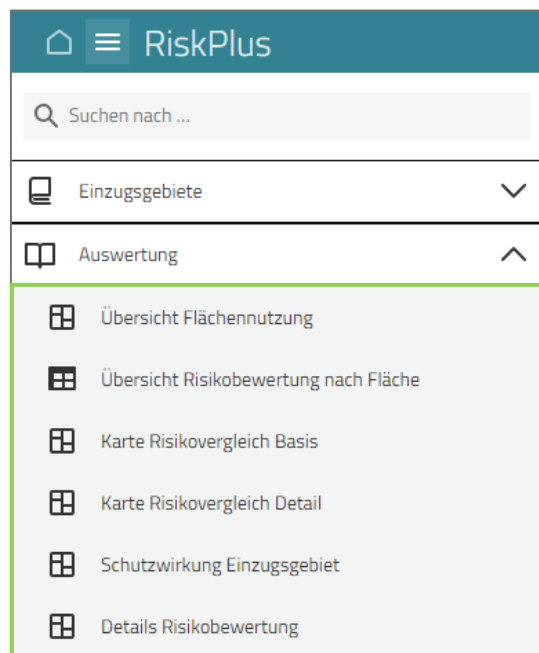 RiskPlus
Suchen nach ...
Einzugsgebiete
Auswertung
Übersicht Flächennutzung
Übersicht Risikobewertung nach Fläche
Karte Risikovergleich Basis
Karte Risikovergleich Detail
Schutzwirkung Einzugsgebiet
Details Risikobewertung